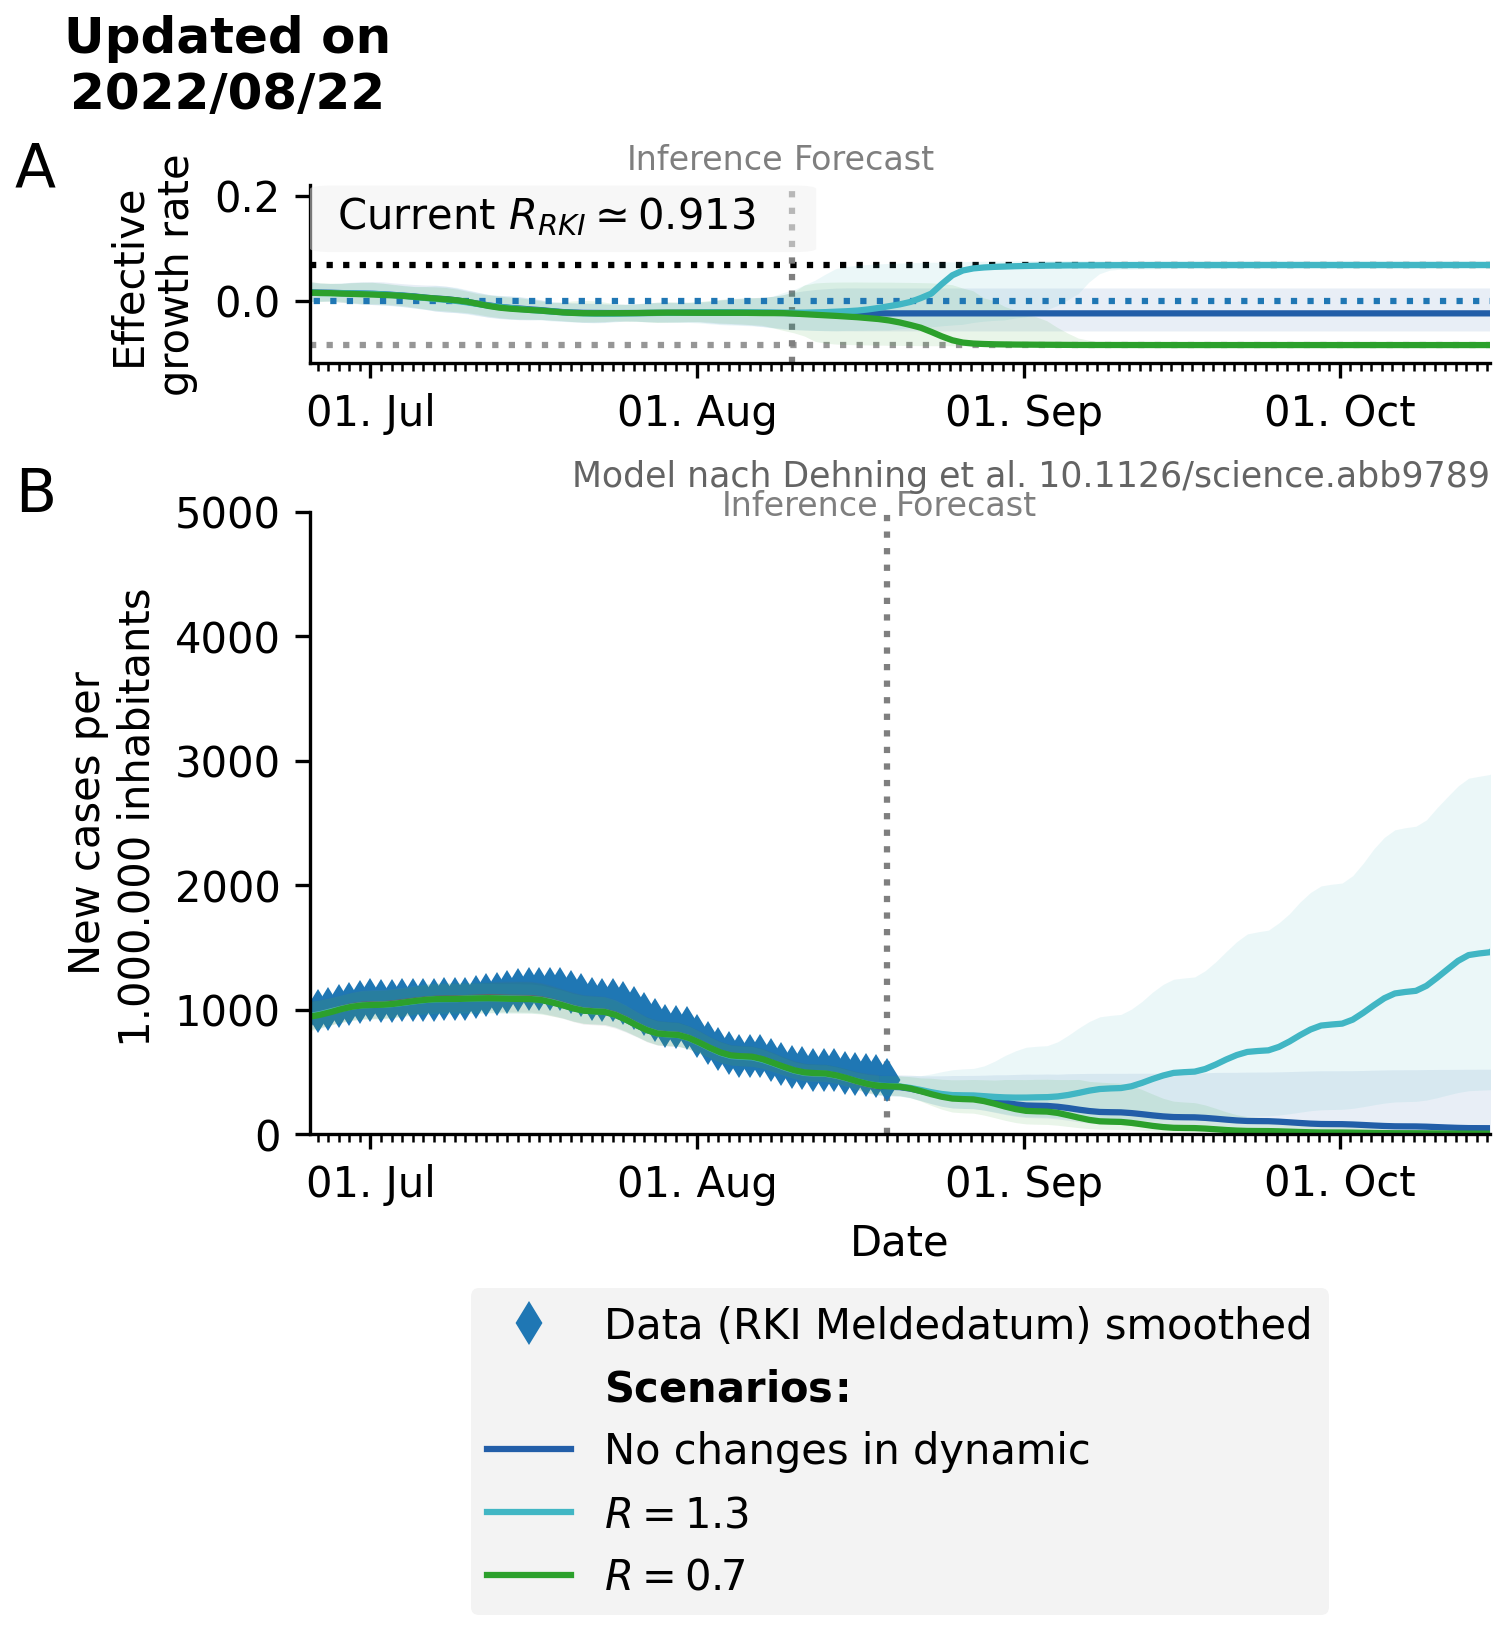 Updated on
2022/08/22
A
Inference Forecast
Effective
growth rate
0.2
0.0
Current R_RKI ≃ 0.913
01. Jul
01. Aug
01. Sep
01. Oct
B
Model nach Dehning et al. 10.1126/science.abb9789
Inference Forecast
New cases per
1.000.000 inhabitants
5000
4000
3000
2000
1000
0
01. Jul
01. Aug
01. Sep
01. Oct
Date
Data (RKI Meldedatum) smoothed
Scenarios:
No changes in dynamic
R = 1.3
R = 0.7